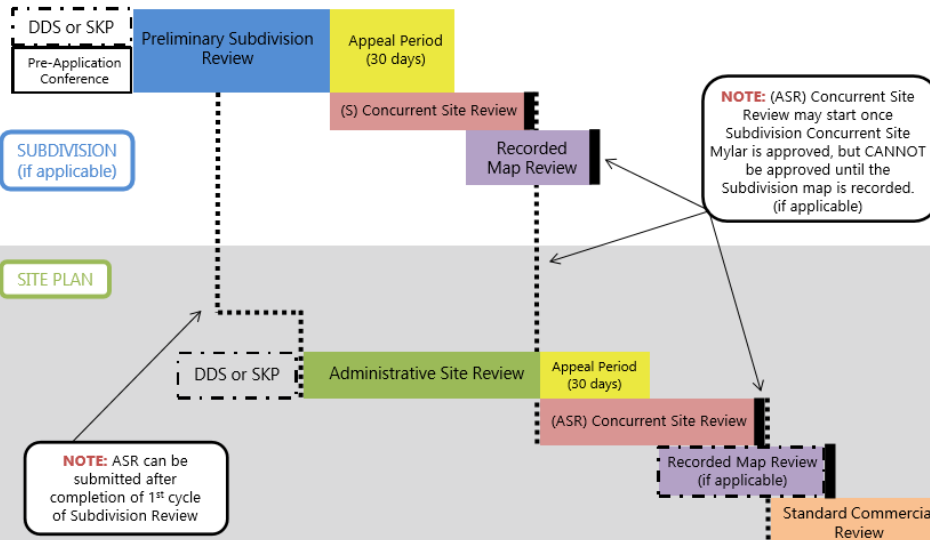 DDS or SKP
Pre-Application
Conference
Preliminary Subdivision
Review
Appeal Period
(30 days)
(S) Concurrent Site Review
Recorded
Map Review
SUBDIVISION
(if applicable)
NOTE: (ASR) Concurrent Site
Review may start once
Subdivision Concurrent Site
Mylar is approved, but CANNOT
be approved until the
Subdivision map is recorded.
(if applicable)
SITE PLAN
DDS or SKP
Administrative Site Review
Appeal Period
(30 days)
(ASR) Concurrent Site Review
Recorded Map Review
(if applicable)
NOTE: ASR can be
submitted after
completion of 1st cycle
of Subdivision Review
Standard Commercia
Review